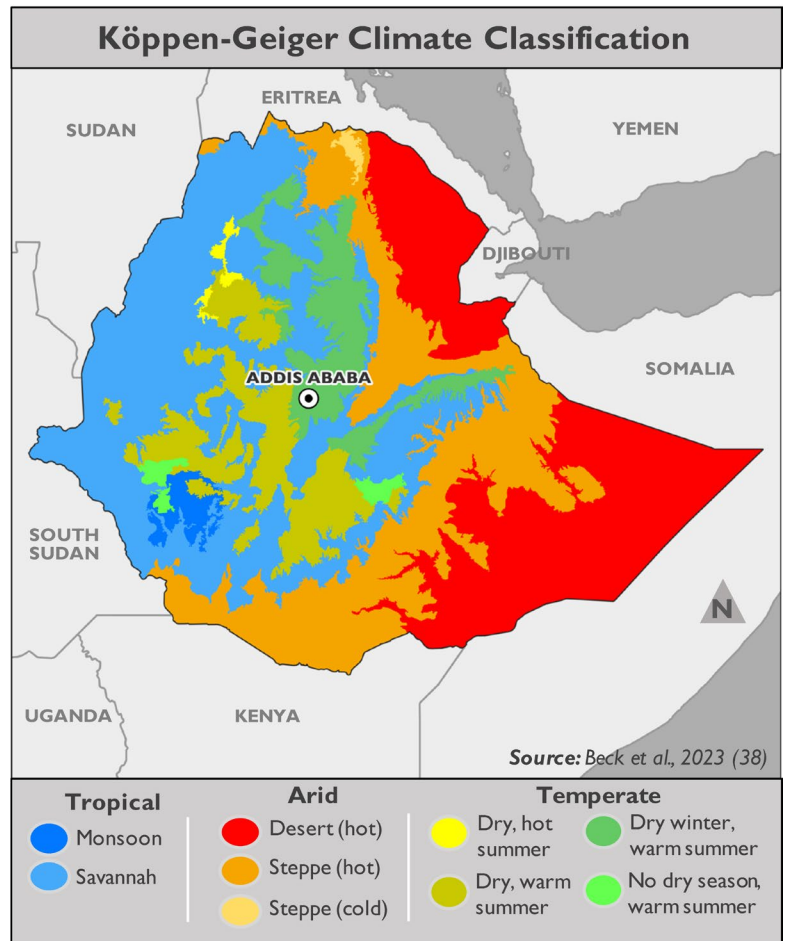 Köppen-Geiger Climate Classification
ERITREA
SUDAN
YEMEN
DJIBOUTI
SOMALIA
ADDIS ABABA
SOUTH
SUDAN
N
UGANDA
KENYA
Source: Beck et al., 2023 (38)
Tropical
Monsoon
Savannah
Arid
Desert (hot)
Steppe (hot)
Steppe (cold)
Temperate
Dry, hot
summer
Dry, warm
summer
Dry winter,
warm summer
No dry season,
warm summer